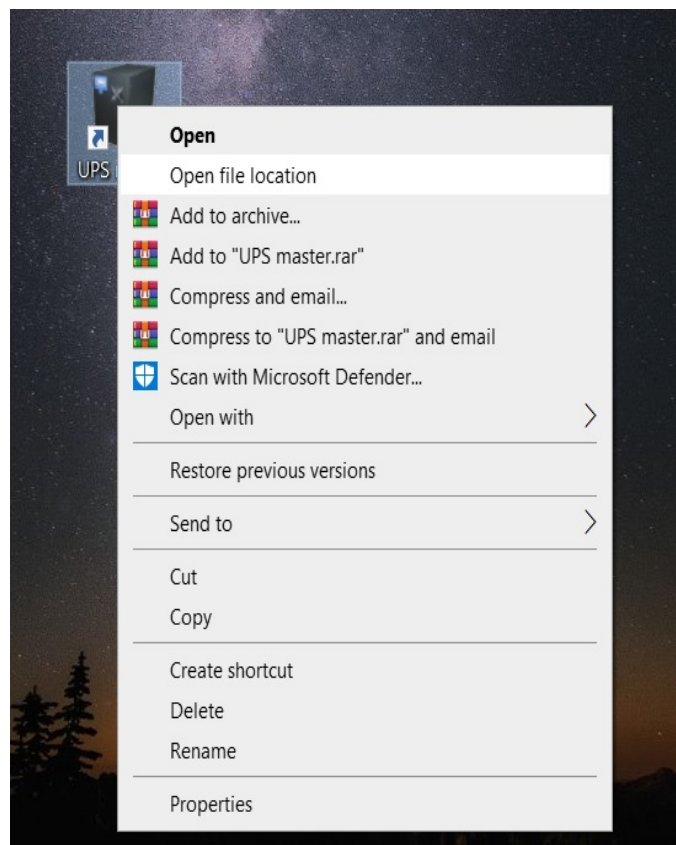 UPS
Open
Open file location
Add to archive...
Add to "UPS master.rar"
Compress and email...
Compress to "UPS master.rar" and email
Scan with Microsoft Defender...
Open with
Restore previous versions
Send to
Cut
Copy
Create shortcut
Delete
Rename
Properties